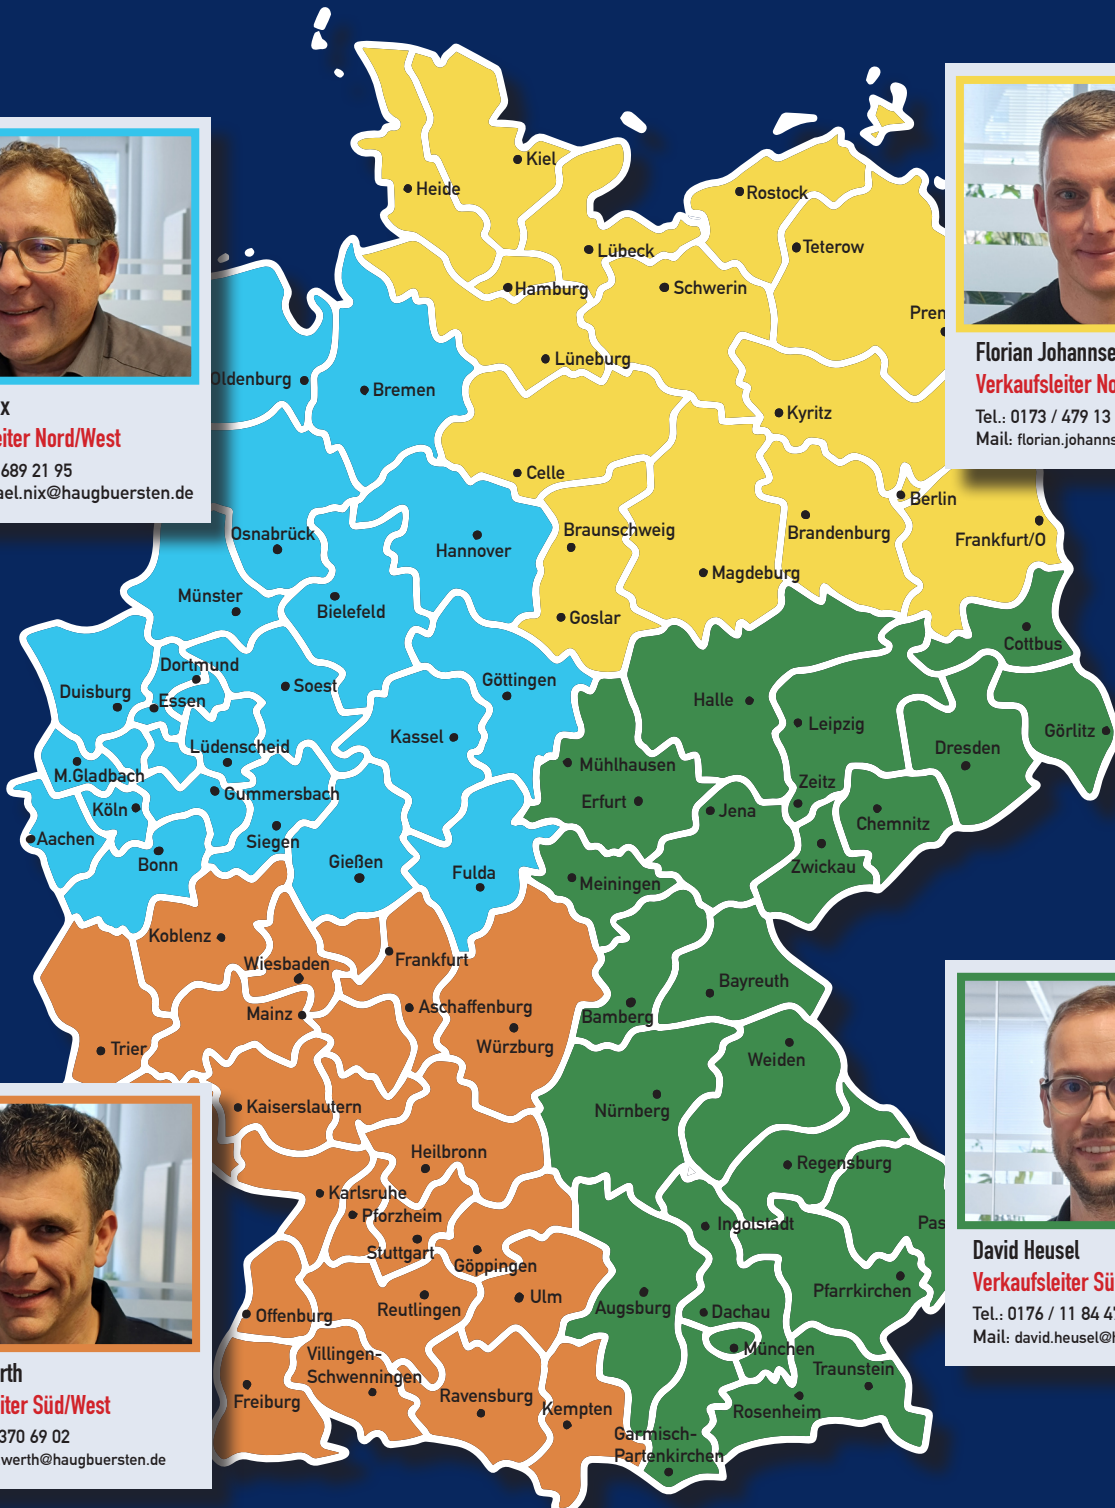 Kiel
Heide
Rostock
Lübeck
Teterow
Hamburg
Schwerin
Pren
Lüneburg
Oldenburg
Bremen
Kyritz
Celle
Berlin
Osnabrück
Braunschweig
Brandenburg
Frankfurt/O
Hannover
Magdeburg
Münster
Bielefeld
Goslar
Cottbus
Dortmund
Duisburg
Essen
Soest
Göttingen
Halle
Leipzig
Görlitz
Kassel
Lüdenscheid
Dresden
M.Gladbach
Mühlhausen
Zeitz
Köln
Gummersbach
Erfurt
Jena
Chemnitz
Aachen
Siegen
Bonn
Gießen
Fulda
Zwickau
Meiningen
Koblenz
Wiesbaden
Frankfurt
Bayreuth
Mainz
Aschaffenburg
Bamberg
Trier
Würzburg
Weiden
Kaiserslautern
Nürnberg
Heilbronn
Regensburg
Karlsruhe
Pforzheim
Ingolstadt
Pas
Stuttgart
Göppingen
Pfarrkirchen
Offenburg
Reutlingen
Ulm
Augsburg
Dachau
Villingen-
Schwenningen
München
Traunstein
Freiburg
Ravensburg
Kempten
Rosenheim
Garmisch-
Partenkirchen
x
iter Nord/West
689 21 95
ael.nix@haugbuersten.de
Florian Johannse
Verkaufsleiter No
Tel.: 0173 / 479 13
Mail: florian.johanns
rth
iter Süd/West
370 69 02
werth@haugbuersten.de
David Heusel
Verkaufsleiter Sü
Tel.: 0176 / 11 84 47
Mail: david.heusel@h